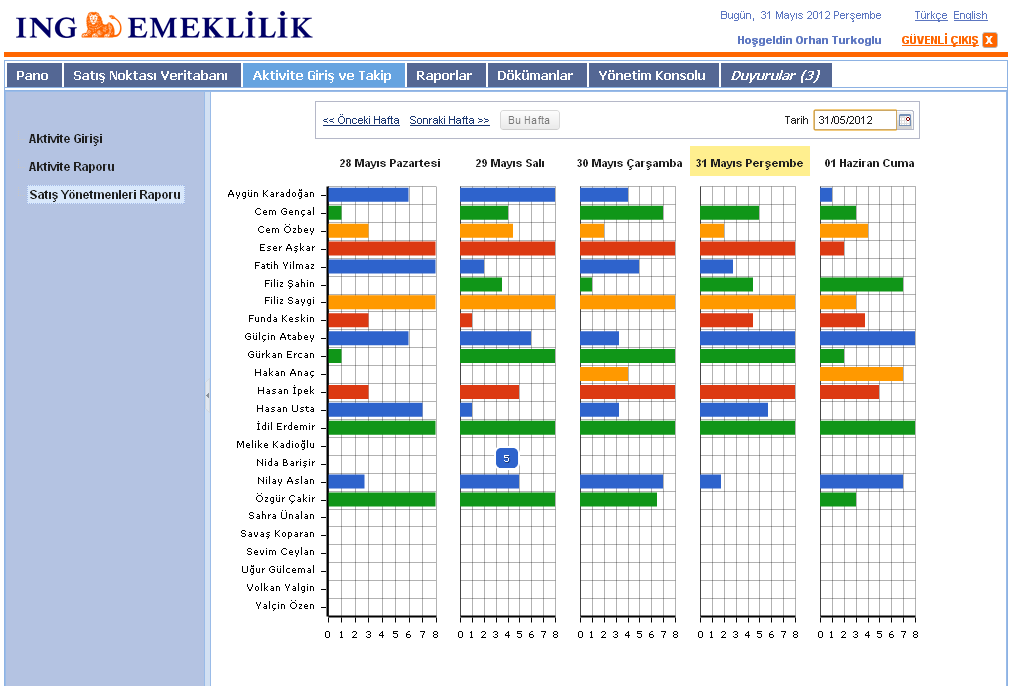 ING EMEKLİLİK
Bugün, 31 Mayıs 2012 Perşembe Türkçe English
Hoşgeldin Orhan Turkoglu GÜVENLİ ÇIKIŞ X
Pano Satış Noktası Veritabanı Aktivite Giriş ve Takip Raporlar Dökümanlar Yönetim Konsolu Duyurular (3)
Aktivite Girişi
Aktivite Raporu
Satış Yönetmenleri Raporu
<< Önceki Hafta Sonraki Hafta >> Bu Hafta Tarih 31/05/2012
28 Mayıs Pazartesi 29 Mayıs Salı 30 Mayıs Çarşamba 31 Mayıs Perşembe 01 Haziran Cuma
Aygün Karadoğan
Cem Gençal
Cem Özbey
Eser Aşkar
Fatih Yilmaz
Filiz Şahin
Filiz Saygi
Funda Keskin
Gülçin Atabey
Gürkan Ercan
Hakan Anaç
Hasan İpek
Hasan Usta
İdil Erdemir
Melike Kadioğlu
5
Nida Barişir
Nilay Aslan
Özgür Çakir
Sahra Ünalan
Savaş Koparan
Sevim Ceylan
Uğur Gülcemal
Volkan Yalgin
Yalçin Özen
0 1 2 3 4 5 6 7 8 0 1 2 3 4 5 6 7 8 0 1 2 3 4 5 6 7 8 0 1 2 3 4 5 6 7 8 0 1 2 3 4 5 6 7 8